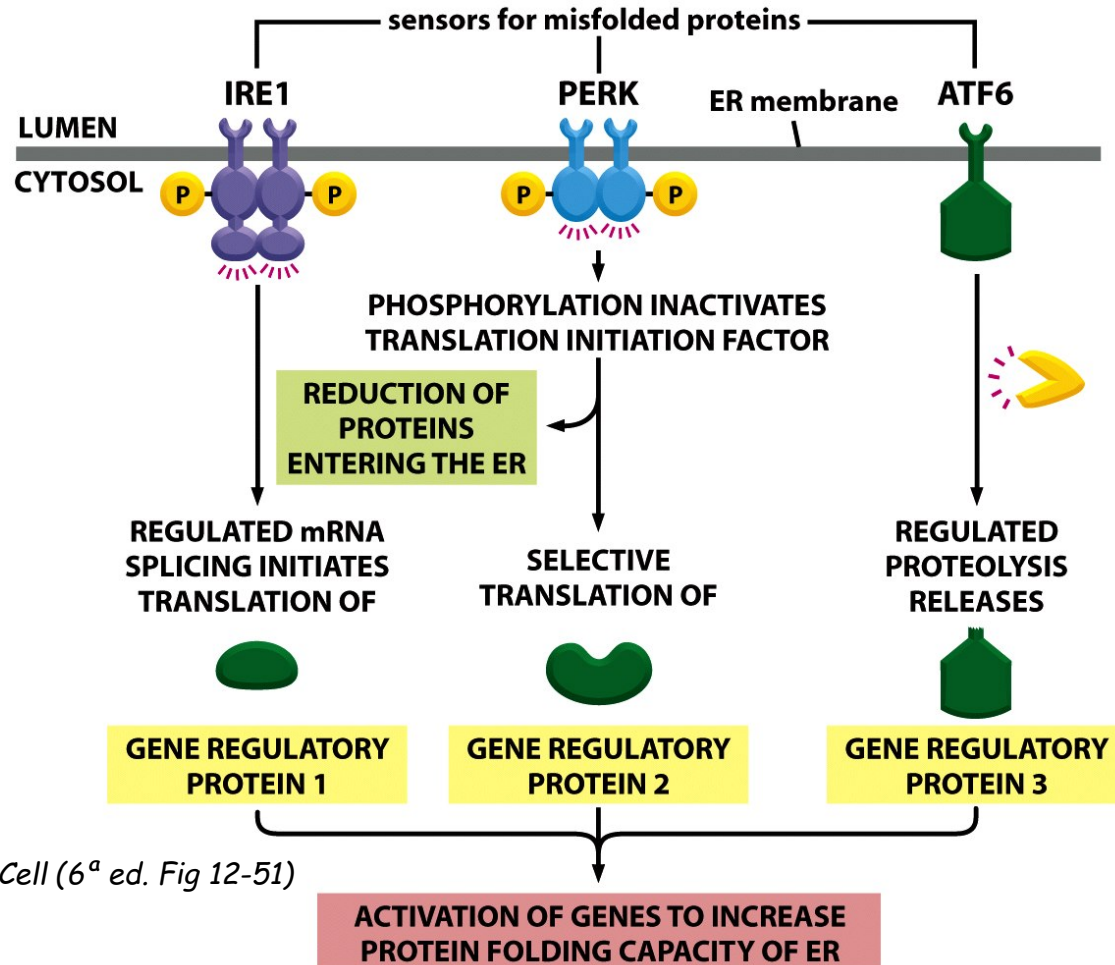 sensors for misfolded proteins
IRE1
PERK
ER membrane
ATF6
LUMEN
CYTOSOL
P
P
P
P
PHOSPHORYLATION INACTIVATES
TRANSLATION INITIATION FACTOR
REDUCTION OF
PROTEINS
ENTERING THE ER
REGULATED mRNA
SPLICING INITIATES
TRANSLATION OF
SELECTIVE
TRANSLATION OF
REGULATED
PROTEOLYSIS
RELEASES
GENE REGULATORY
PROTEIN 1
GENE REGULATORY
PROTEIN 2
GENE REGULATORY
PROTEIN 3
Cell (6ª ed. Fig 12-51)
ACTIVATION OF GENES TO INCREASE
PROTEIN FOLDING CAPACITY OF ER